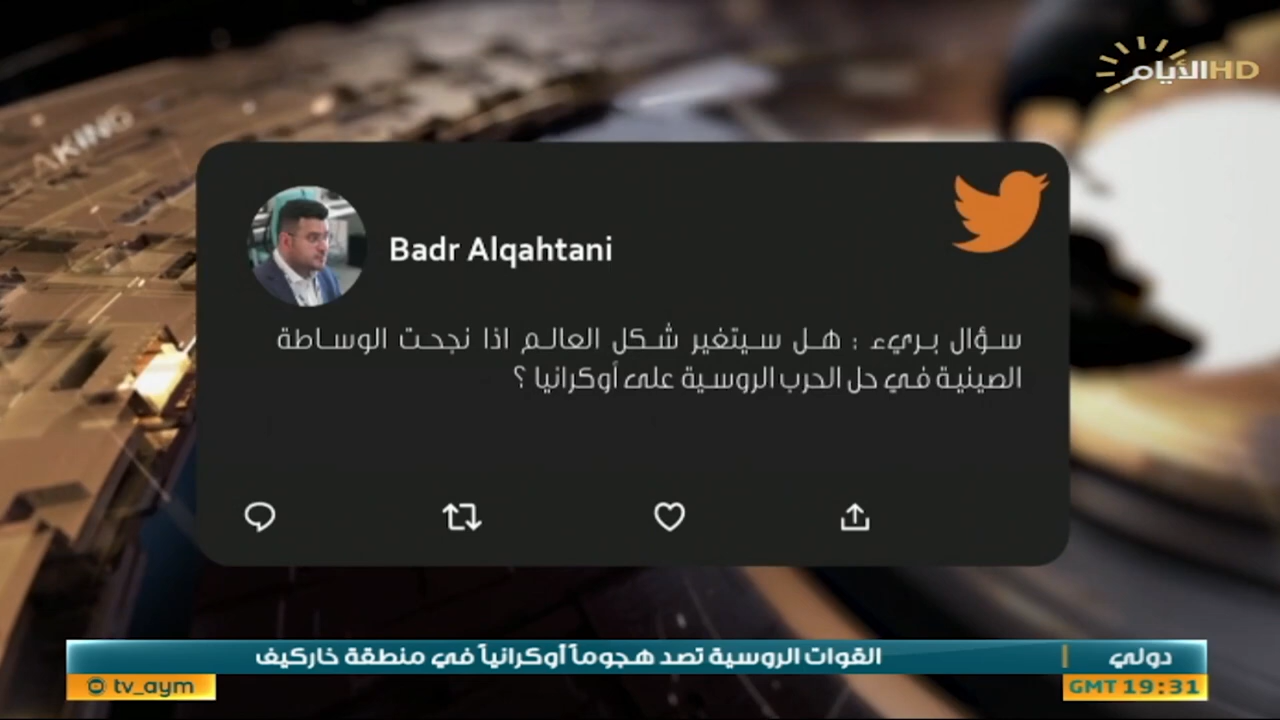 الأيام HD
AKING
Badr Alqahtani
سؤال بريء : هل سيتغير شكل العالم اذا نجحت الوساطة
الصينية في حل الحرب الروسية على أوكرانيا ؟
دولي
القوات الروسية تصد هجوماً أوكرانياً في منطقة خاركيف
GMT 19:31
tv_aym